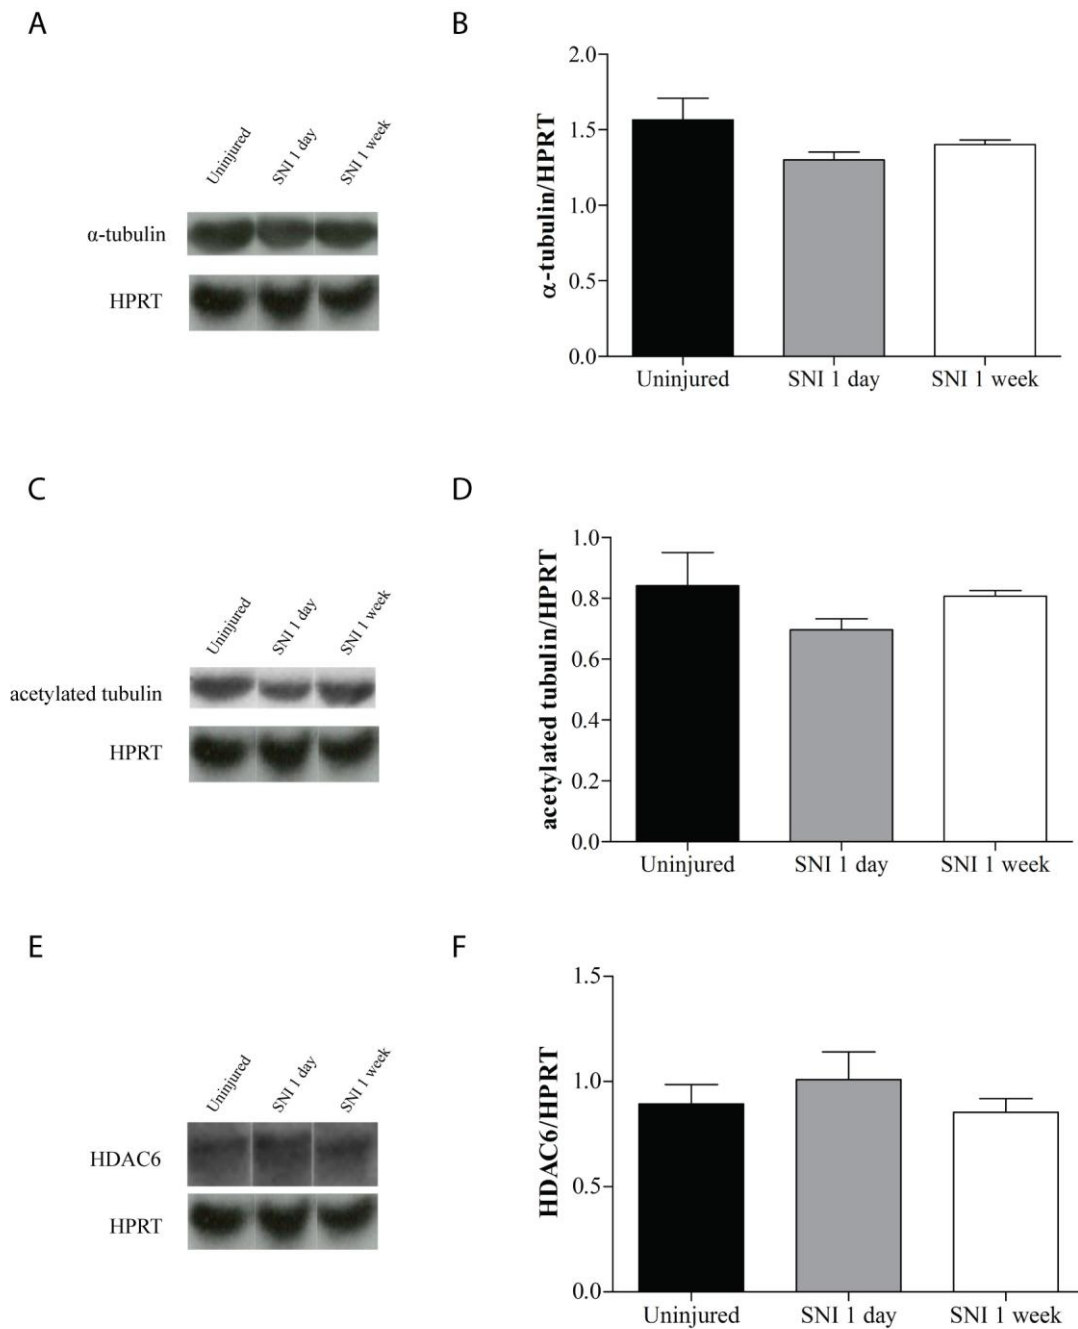 A
B
Uninjured
SNI 1 day
SNI 1 week
α-tubulin
HPRT
α-tubulin/HPRT
2.0
1.5
1.0
0.5
0.0
Uninjured SNI 1 day SNI 1 week
C
D
Uninjured
SNI 1 day
SNI 1 week
acetylated tubulin
HPRT
acetylated tubulin/HPRT
1.0
0.8
0.6
0.4
0.2
0.0
Uninjured SNI 1 day SNI 1 week
E
F
Uninjured
SNI 1 day
SNI 1 week
HDAC6
HPRT
HDAC6/HPRT
1.5
1.0
0.5
0.0
Uninjured SNI 1 day SNI 1 week